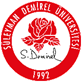 SÜLEYMAN DEMİREL ÜNİVERSİTESİ
S. Demirel
1992